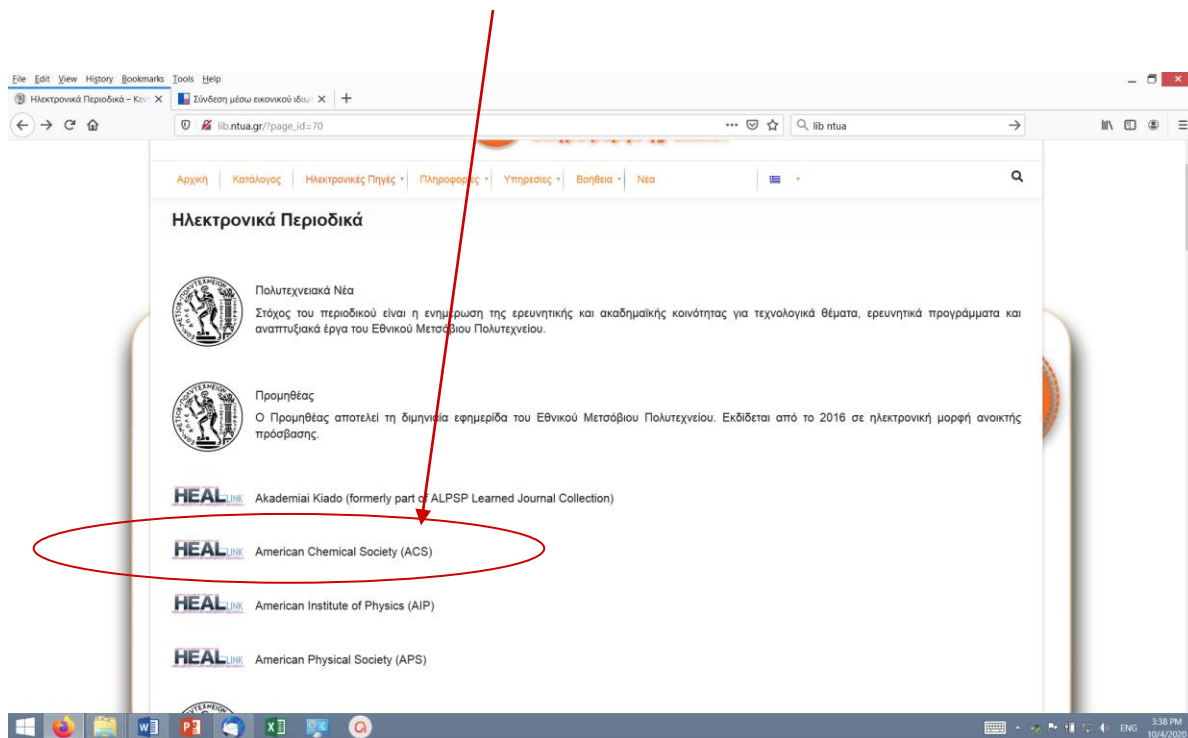 File Edit View History Bookmarks Tools Help
Ηλεκτρονικά Περιοδικά – Κεν
Σύνδεση μέσω εικονικού ιδιω
lib.ntua.gr/?page_id=70
lib ntua
Αρχική Κατάλογος Ηλεκτρονικές Πηγές Πληροφορίες Υπηρεσίες Βοήθεια Νέα
Ηλεκτρονικά Περιοδικά
Πολυτεχνειακά Νέα
Στόχος του περιοδικού είναι η ενημέρωση της ερευνητικής και ακαδημαϊκής κοινότητας για τεχνολογικά θέματα, ερευνητικά προγράμματα και
αναπτυξιακά έργα του Εθνικού Μετσόβιου Πολυτεχνείου.
Προμηθέας
Ο Προμηθέας αποτελεί τη διμηνιαία εφημερίδα του Εθνικού Μετσόβιου Πολυτεχνείου. Εκδίδεται από το 2016 σε ηλεκτρονική μορφή ανοικτής
πρόσβασης.
HEAL LINK Akademiai Kiado (formerly part of ALPSP Learned Journal Collection)
HEAL LINK American Chemical Society (ACS)
HEAL LINK American Institute of Physics (AIP)
HEAL LINK American Physical Society (APS)
ENG
3:38 PM
10/4/2020